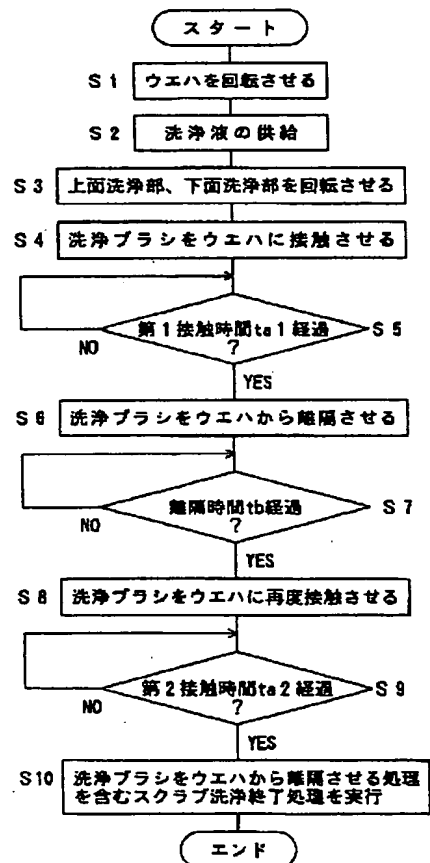 スタート
S1 ウエハを回転させる
S2 洗浄液の供給
S3 上面洗浄部、下面洗浄部を回転させる
S4 洗浄ブラシをウエハに接触させる
第1接触時間ta1経過
?
S5
NO
YES
S6 洗浄ブラシをウエハから離隔させる
離隔時間tb経過
?
S7
NO
YES
S8 洗浄ブラシをウエハに再度接触させる
第2接触時間ta2経過
?
S9
NO
YES
S10 洗浄ブラシをウエハから離隔させる処理
を含むスクラブ洗浄終了処理を実行
エンド